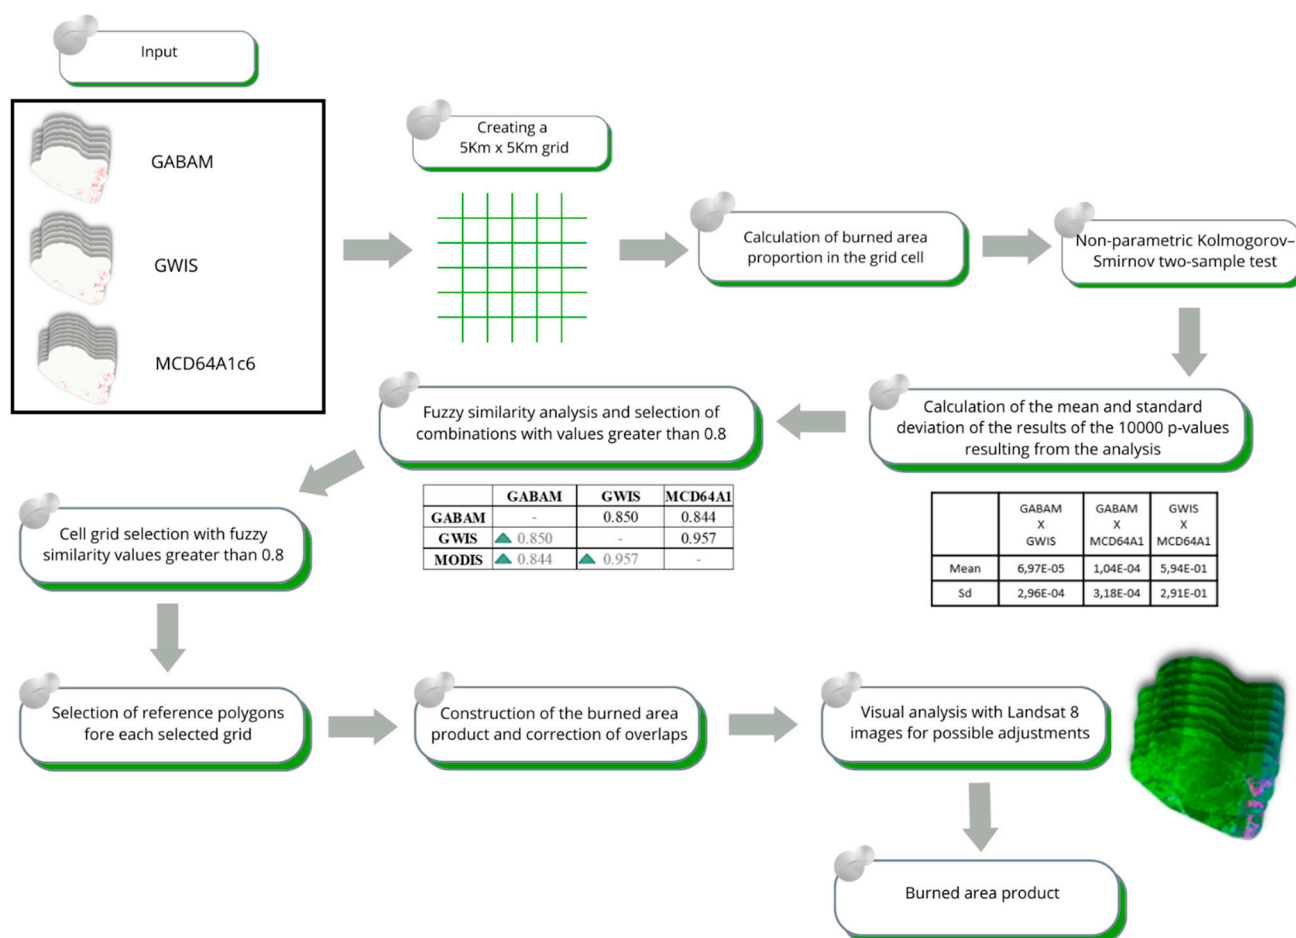 Input
GABAM
GWIS
MCD64A1c6
Creating a
5Km x 5Km grid
Calculation of burned area
proportion in the grid cell
Non-parametric Kolmogorov–
Smirnov two-sample test
Calculation of the mean and standard
deviation of the results of the 10000 p-values
resulting from the analysis
GABAM X GWIS GABAM X MCD64A1 GWIS X MCD64A1
Mean 6,97E-05 1,04E-04 5,94E-01
Sd 2,96E-04 3,18E-04 2,91E-01
Fuzzy similarity analysis and selection of
combinations with values greater than 0.8
GABAM GWIS MCD64A1
GABAM - 0.850 0.844
GWIS 0.850 - 0.957
MODIS 0.844 0.957 -
Cell grid selection with fuzzy
similarity values greater than 0.8
Selection of reference polygons
fore each selected grid
Construction of the burned area
product and correction of overlaps
Visual analysis with Landsat 8
images for possible adjustments
Burned area product